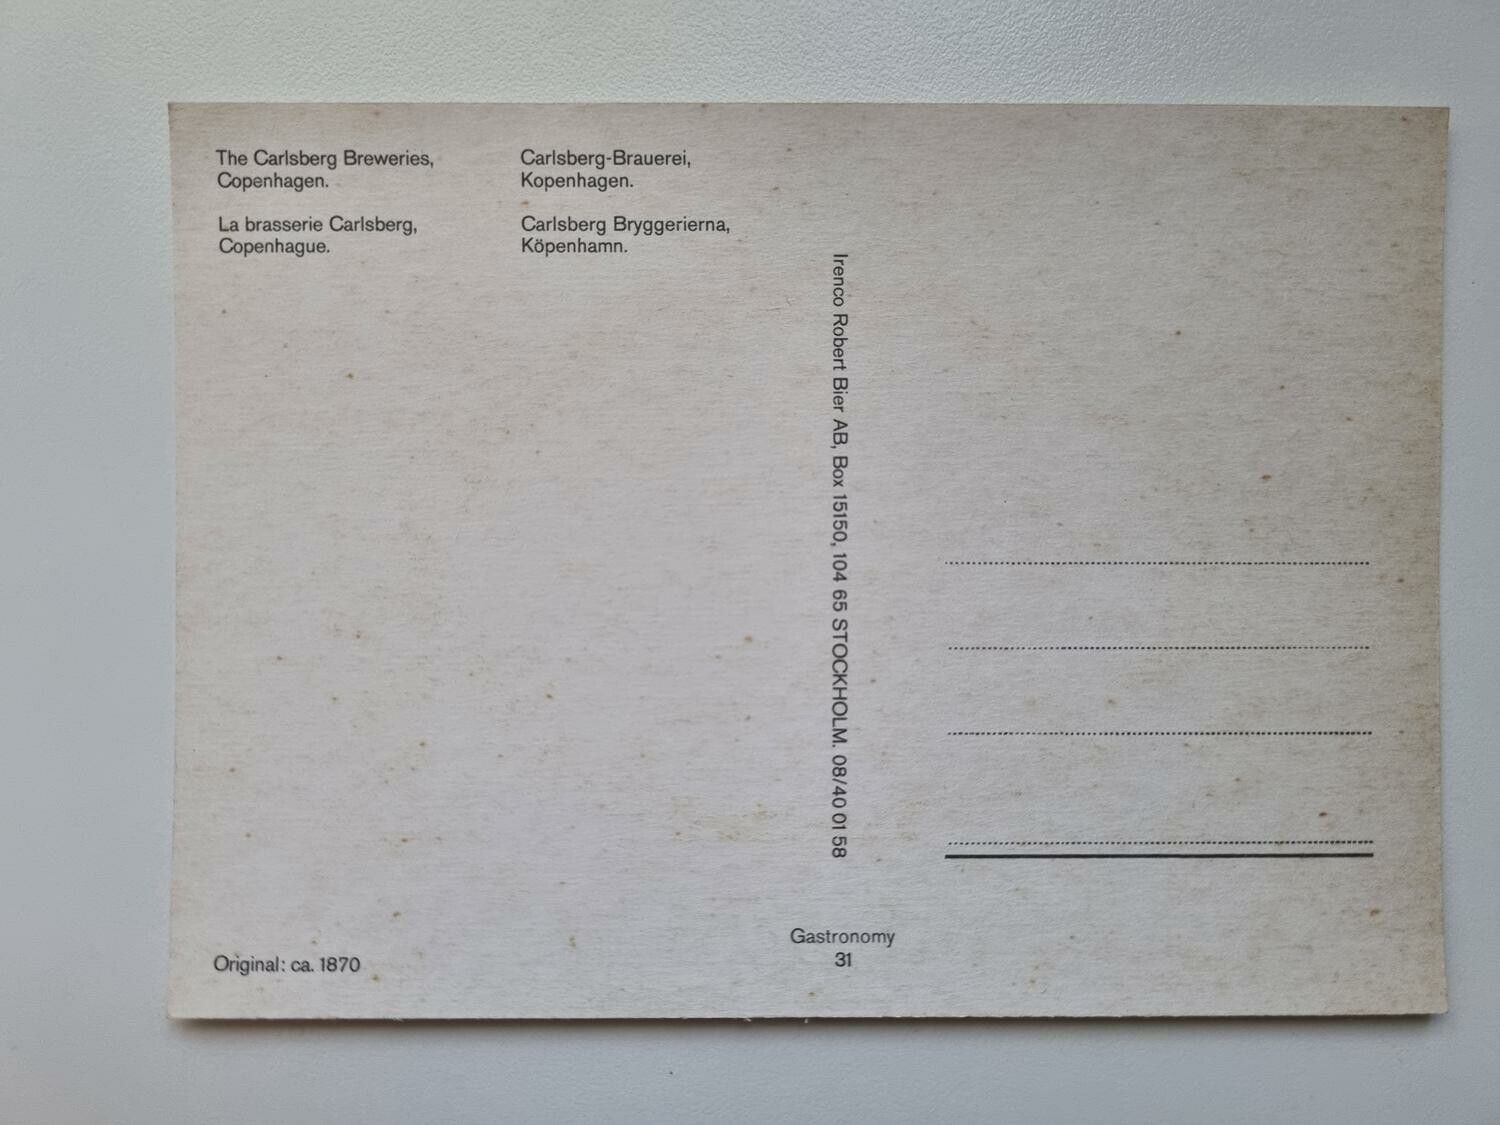 The Carlsberg Breweries,
Copenhagen.
La brasserie Carlsberg,
Copenhague.
Carlsberg-Brauerei,
Kopenhagen.
Carlsberg Bryggerierna,
Köpenhamn.
Irenco Robert Bier AB, Box 15150, 104 65 STOCKHOLM. 08/40 01 58
Original: ca. 1870
Gastronomy
31